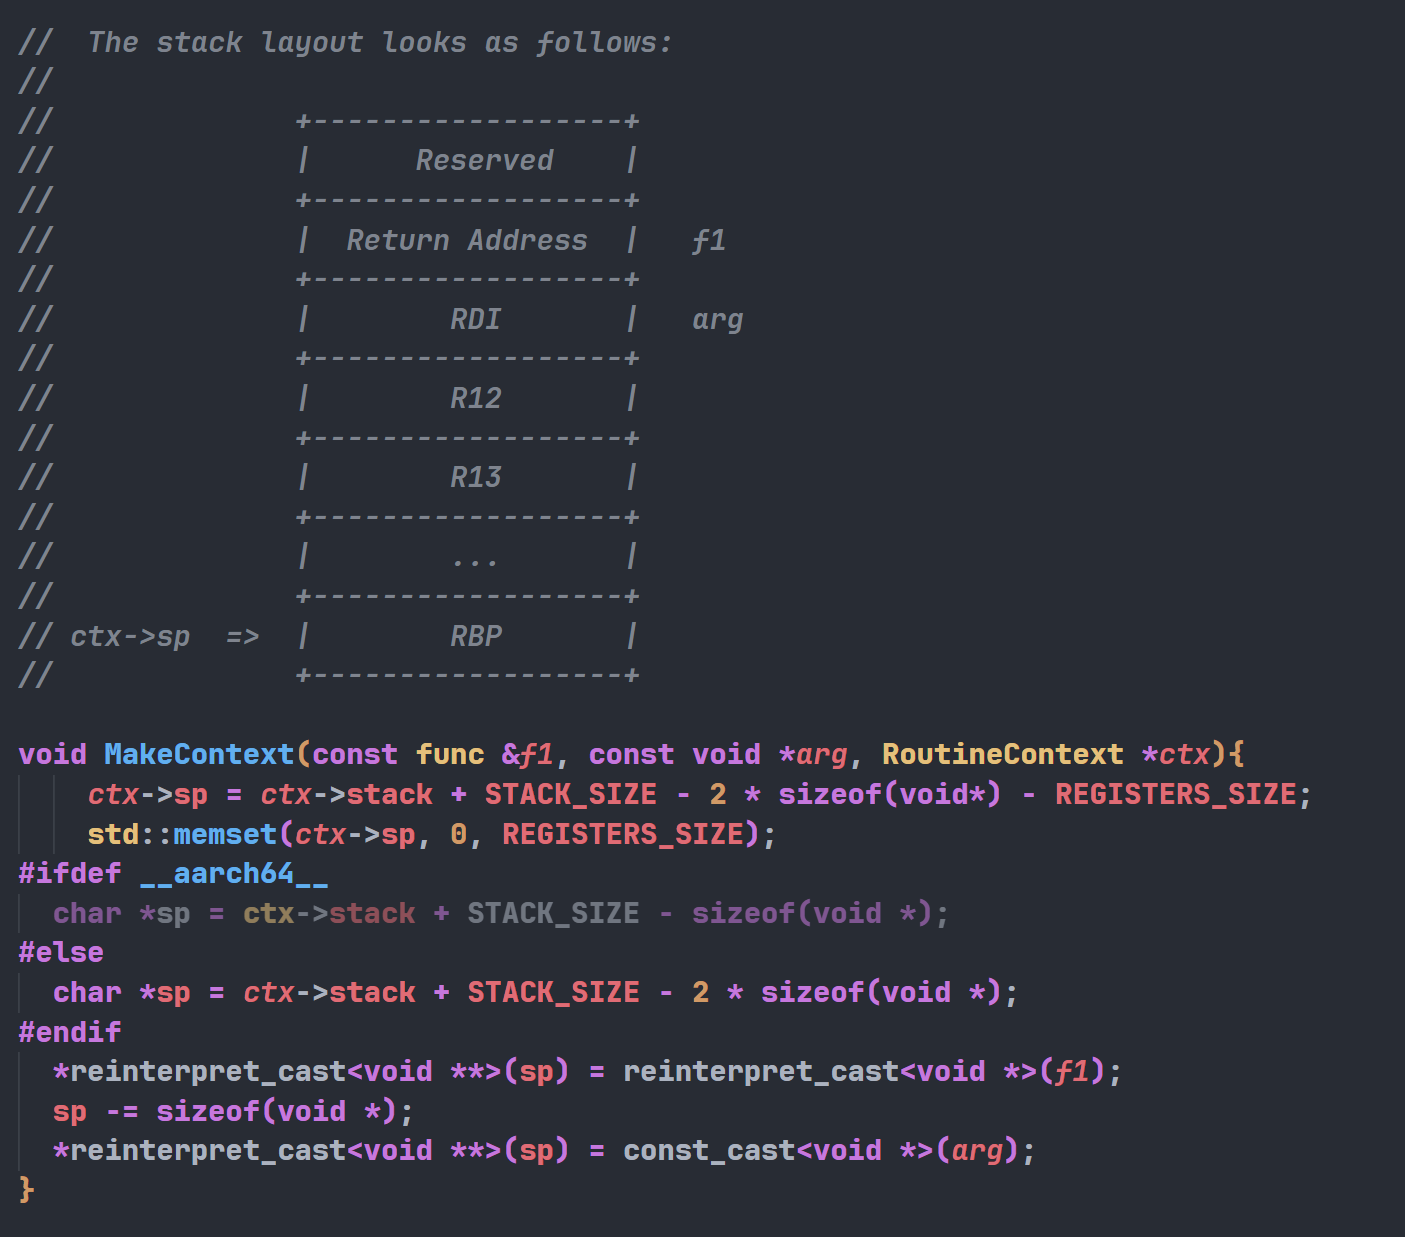 //  The stack layout looks as follows:
//
//              +-------------------+
//              |      Reserved    |
//              +-------------------+
//              |  Return Address  |   f1
//              +-------------------+
//              |        RDI       |   arg
//              +-------------------+
//              |        R12       |
//              +-------------------+
//              |        R13       |
//              +-------------------+
//              |        ...       |
//              +-------------------+
// ctx->sp  =>  |        RBP       |
//              +-------------------+

void MakeContext(const func &f1, const void *arg, RoutineContext *ctx){
    ctx->sp = ctx->stack + STACK_SIZE - 2 * sizeof(void*) - REGISTERS_SIZE;
    std::memset(ctx->sp, 0, REGISTERS_SIZE);
#ifdef __aarch64__
  char *sp = ctx->stack + STACK_SIZE - sizeof(void *);
#else
  char *sp = ctx->stack + STACK_SIZE - 2 * sizeof(void *);
#endif
  *reinterpret_cast<void **>(sp) = reinterpret_cast<void *>(f1);
  sp -= sizeof(void *);
  *reinterpret_cast<void **>(sp) = const_cast<void *>(arg);
}